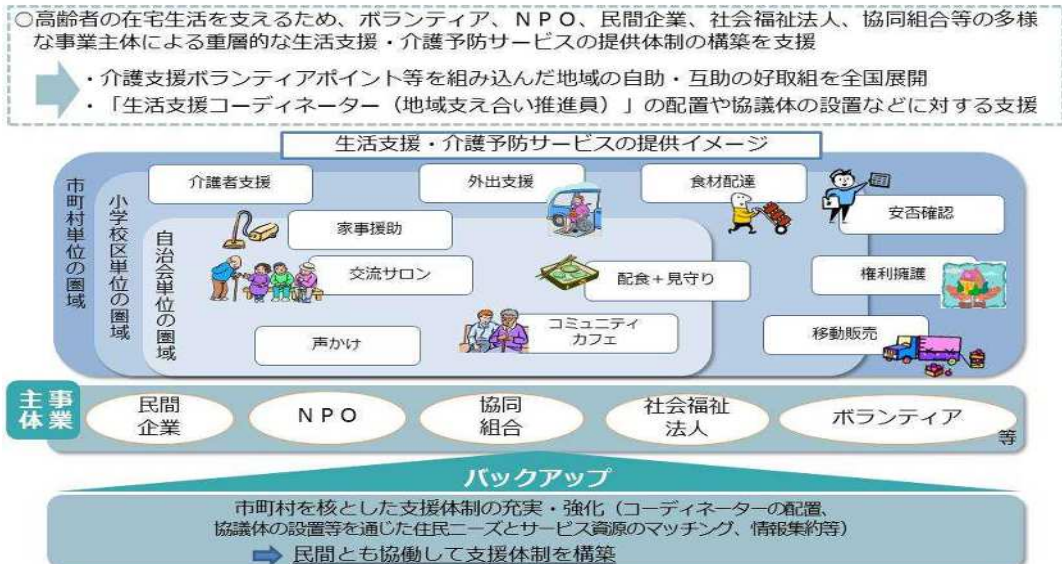 ○高齢者の在宅生活を支えるため、ボランティア、NPO、民間企業、社会福祉法人、協同組合等の多様
な事業主体による重層的な生活支援・介護予防サービスの提供体制の構築を支援
・介護支援ボランティアポイント等を組み込んだ地域の自助・互助の好取組を全国展開
・「生活支援コーディネーター（地域支え合い推進員）」の配置や協議体の設置などに対する支援
生活支援・介護予防サービスの提供イメージ
市町村単位の圏域
小学校区単位の圏域
自治会単位の圏域
介護者支援
外出支援
食材配達
安否確認
家事援助
交流サロン
配食＋見守り
権利擁護
声かけ
コミュニティ
カフェ
移動販売
事業
主体
民間
企業
NPO
協同
組合
社会福祉
法人
ボランティア
等
バックアップ
市町村を核とした支援体制の充実・強化（コーディネーターの配置、
協議体の設置等を通じた住民ニーズとサービス資源のマッチング、情報集約等）
民間とも協働して支援体制を構築